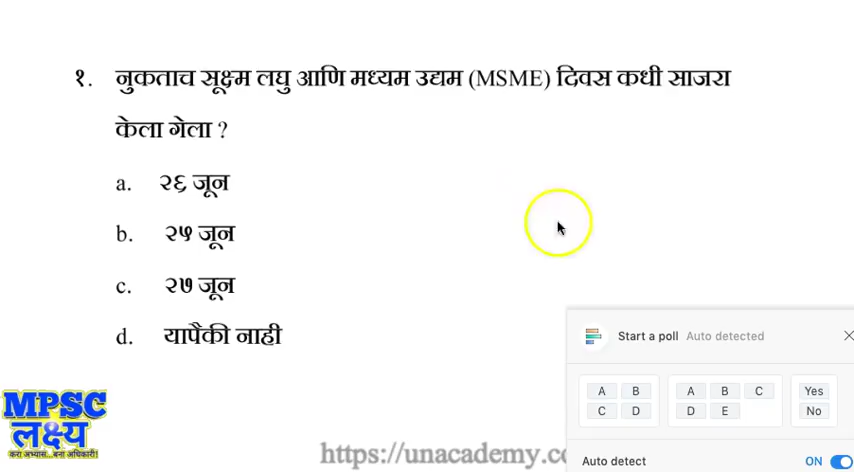 १. नुकताच सूक्ष्म लघु आणि मध्यम उद्यम (MSME) दिवस कधी साजरा
केला गेला ?
a. २६ जून
b. २५ जून
c. २७ जून
d. यापैकी नाही
Start a poll Auto detected
A B A B C Yes
C D D E No
Auto detect ON
MPSC
लक्ष्य
करा अभ्यास...बना अधिकारी!
https://unacademy.co